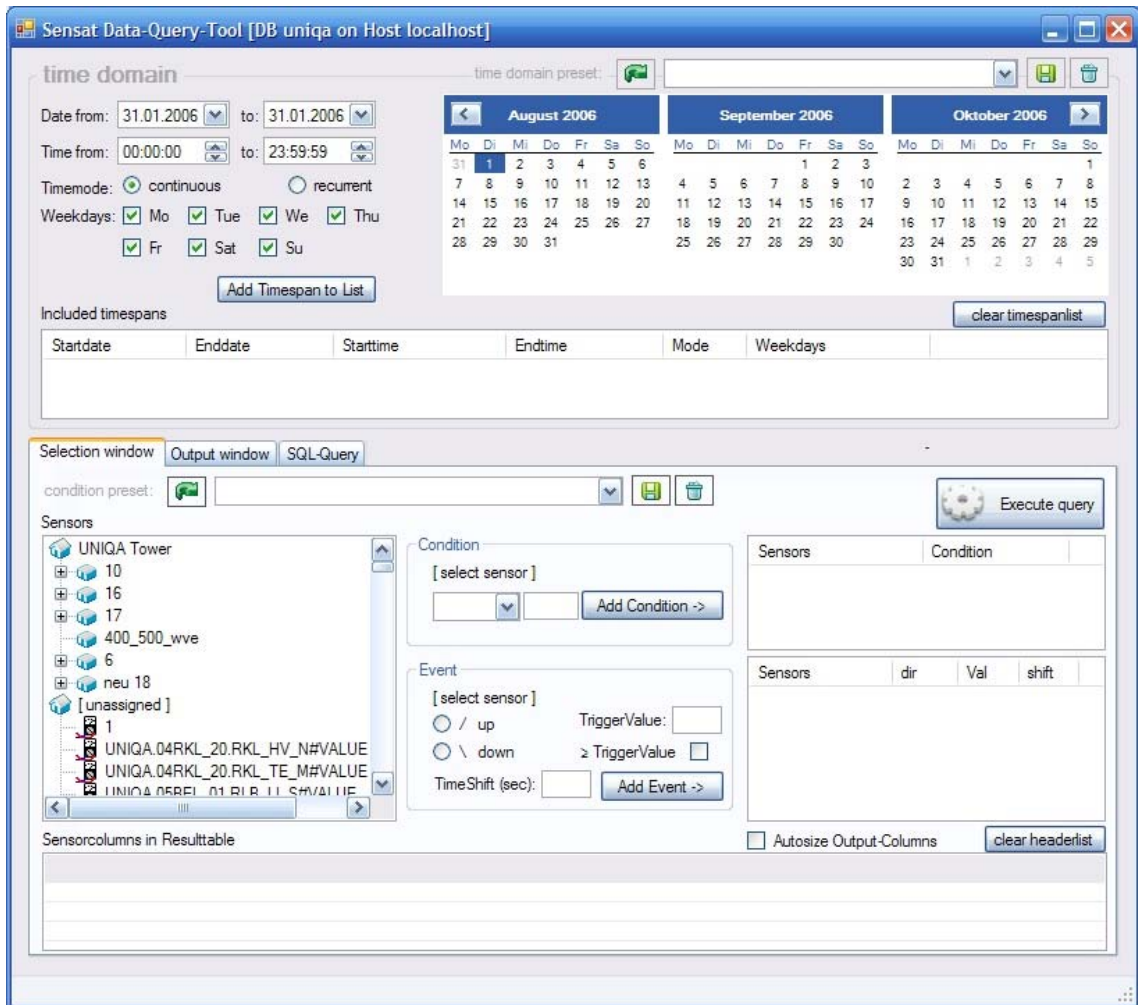 Sensat Data-Query-Tool [DB uniqa on Host localhost]
time domain
time domain preset:
Date from: 31.01.2006 to: 31.01.2006
Time from: 00:00:00 to: 23:59:59
Timemode: continuous recurrent
Weekdays: Mo Tue We Thu
Fr Sat Su
Add Timespan to List
August 2006 September 2006 Oktober 2006
Mo Di Mi Do Fr Sa So Mo Di Mi Do Fr Sa So Mo Di Mi Do Fr Sa So
31 1 2 3 4 5 6 1 2 3 1
7 8 9 10 11 12 13 4 5 6 7 8 9 10 2 3 4 5 6 7 8
14 15 16 17 18 19 20 11 12 13 14 15 16 17 9 10 11 12 13 14 15
21 22 23 24 25 26 27 18 19 20 21 22 23 24 16 17 18 19 20 21 22
28 29 30 31 25 26 27 28 29 30 23 24 25 26 27 28 29
30 31 1 2 3 4 5
Included timespans
clear timespanlist
Startdate Enddate Starttime Endtime Mode Weekdays
Selection window Output window SQL-Query
-
condition preset:
Execute query
Sensors
UNIQA Tower
10
16
17
400_500_wve
6
neu 18
[ unassigned ]
1
UNIQA.04RKL_20.RKL_HV_N#VALUE
UNIQA.04RKL_20.RKL_TE_M#VALUE
Condition
[ select sensor ]
Add Condition ->
Event
[ select sensor ]
/ up TriggerValue:
\ down ≥ TriggerValue
TimeShift (sec): Add Event ->
Sensors Condition
Sensors dir Val shift
Sensorcolumns in Resulttable
Autosize Output-Columns
clear headerlist